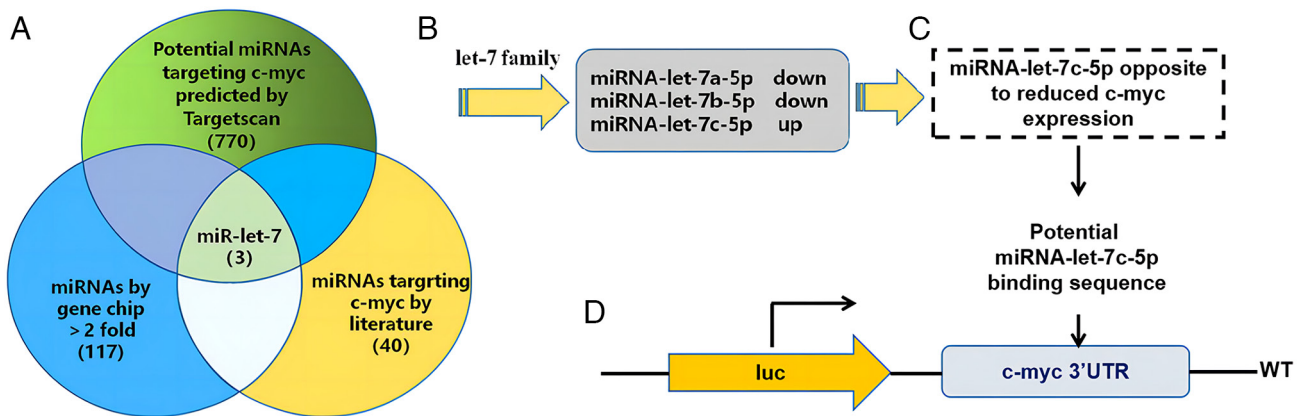 A
Potential miRNAs
targeting c-myc
predicted by
Targetscan
(770)
miR-let-7
(3)
miRNAs by
gene chip
>2 fold
(117)
miRNAs targrting
c-myc by
literature
(40)
B
let-7 family
miRNA-let-7a-5p down
miRNA-let-7b-5p down
miRNA-let-7c-5p up
C
miRNA-let-7c-5p opposite
to reduced c-myc
expression
Potential
miRNA-let-7c-5p
binding sequence
D
luc
c-myc 3'UTR
WT